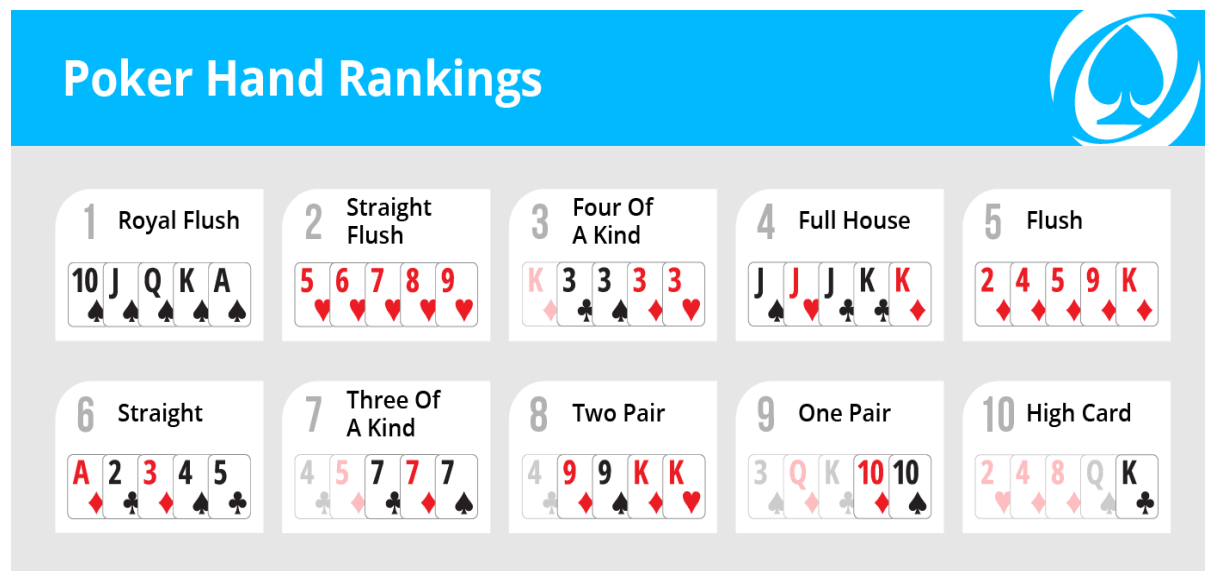 Poker Hand Rankings
1 Royal Flush
10 J Q K A
2 Straight
Flush
5 6 7 8 9
3 Four Of
A Kind
K 3 3 3 3
4 Full House
J J J K K
5 Flush
2 4 5 9 K
6 Straight
A 2 3 4 5
7 Three Of
A Kind
4 5 7 7 7
8 Two Pair
4 9 9 K K
9 One Pair
3 Q K 10 10
10 High Card
2 4 8 Q K